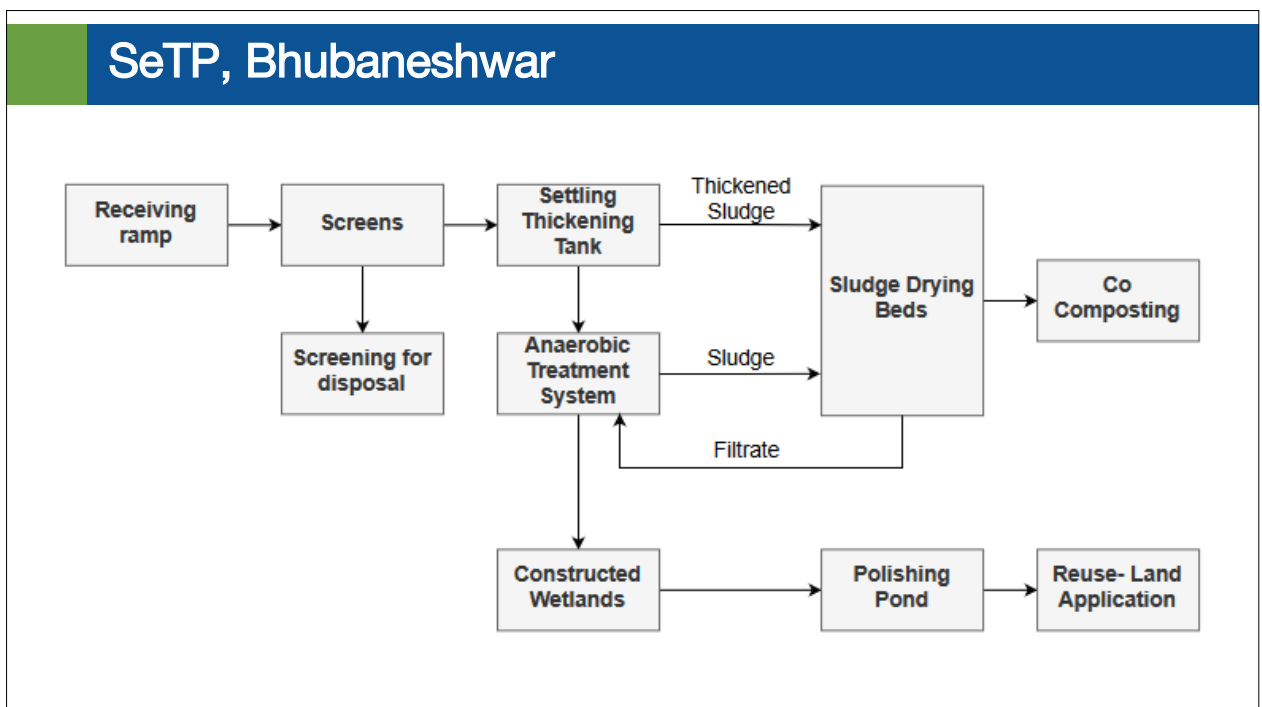 SeTP, Bhubaneshwar
Receiving
ramp
Screens
Settling
Thickening
Tank
Thickened
Sludge
Sludge Drying
Beds
Co
Composting
Screening for
disposal
Anaerobic
Treatment
System
Sludge
Filtrate
Constructed
Wetlands
Polishing
Pond
Reuse- Land
Application